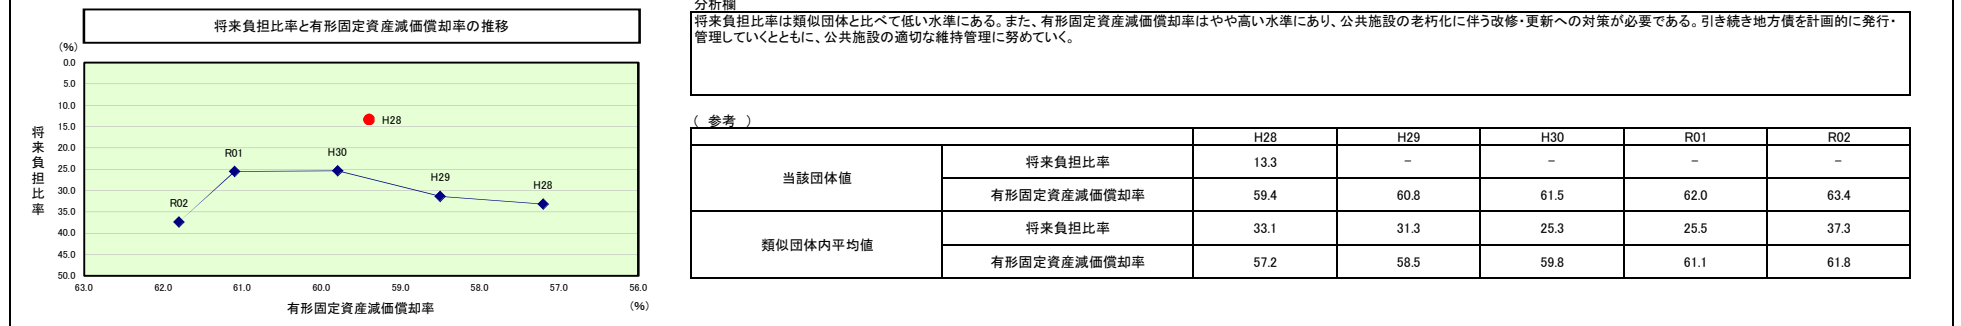 将来負担比率と有形固定資産減価償却率の推移
(%)
0.0
5.0
10.0
15.0
20.0
25.0
30.0
35.0
40.0
45.0
50.0
将来負担比率
H28
R01
H30
H29
H28
R02
63.0 62.0 61.0 60.0 59.0 58.0 57.0 56.0
有形固定資産減価償却率
(%)
分析欄
将来負担比率は類似団体と比べて低い水準にある。また、有形固定資産減価償却率はやや高い水準にあり、公共施設の老朽化に伴う改修・更新への対策が必要である。引き続き地方債を計画的に発行・
管理していくとともに、公共施設の適切な維持管理に努めていく。
( 参考 )
H28 H29 H30 R01 R02
当該団体値
将来負担比率 13.3 － － － －
有形固定資産減価償却率 59.4 60.8 61.5 62.0 63.4
類似団体内平均値
将来負担比率 33.1 31.3 25.3 25.5 37.3
有形固定資産減価償却率 57.2 58.5 59.8 61.1 61.8